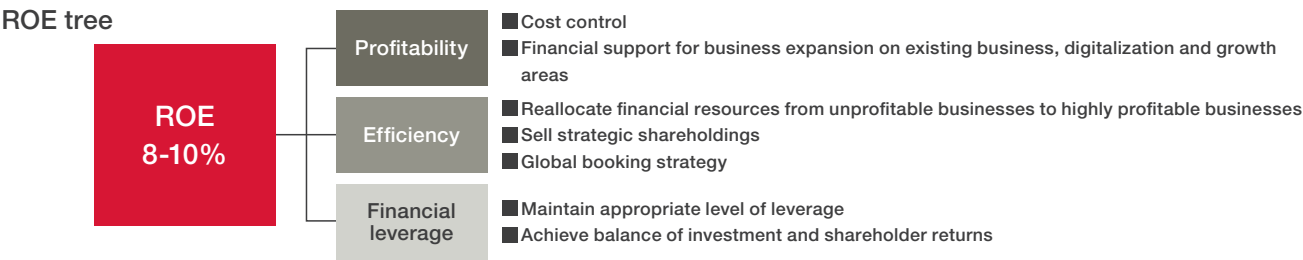 ROE tree
ROE
8-10%
Profitability
■Cost control
■Financial support for business expansion on existing business, digitalization and growth
areas
Efficiency
■Reallocate financial resources from unprofitable businesses to highly profitable businesses
■Sell strategic shareholdings
■Global booking strategy
Financial
leverage
■Maintain appropriate level of leverage
■Achieve balance of investment and shareholder returns